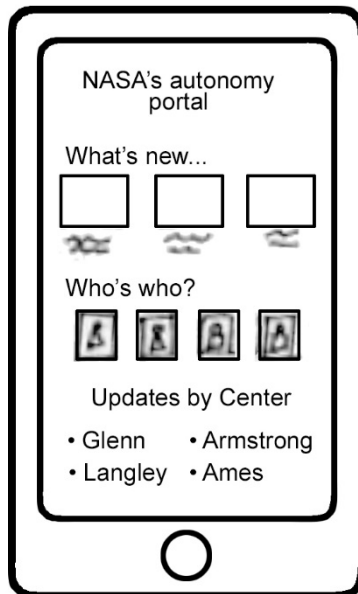 NASA's autonomy
portal
What's new...
Who's who?
Updates by Center
• Glenn • Armstrong
• Langley • Ames